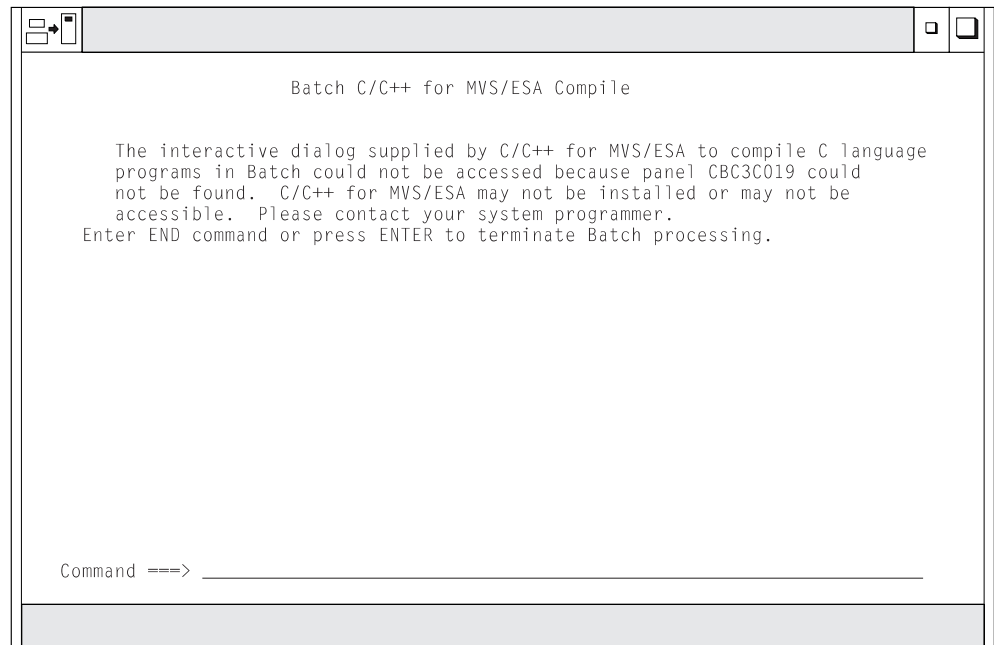 Batch C/C++ for MVS/ESA Compile
The interactive dialog supplied by C/C++ for MVS/ESA to compile C language
programs in Batch could not be accessed because panel CBC3C019 could
not be found.  C/C++ for MVS/ESA may not be installed or may not be
accessible.  Please contact your system programmer.
Enter END command or press ENTER to terminate Batch processing.
Command ===> ______________________________